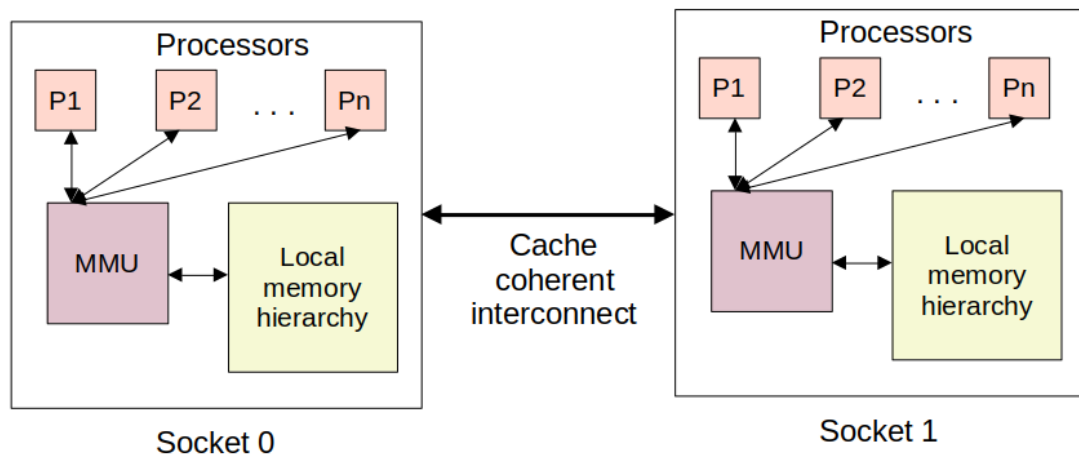 Processors
P1 P2 . . . Pn
MMU
Local
memory
hierarchy
Socket 0
Cache
coherent
interconnect
Processors
P1 P2 . . . Pn
MMU
Local
memory
hierarchy
Socket 1